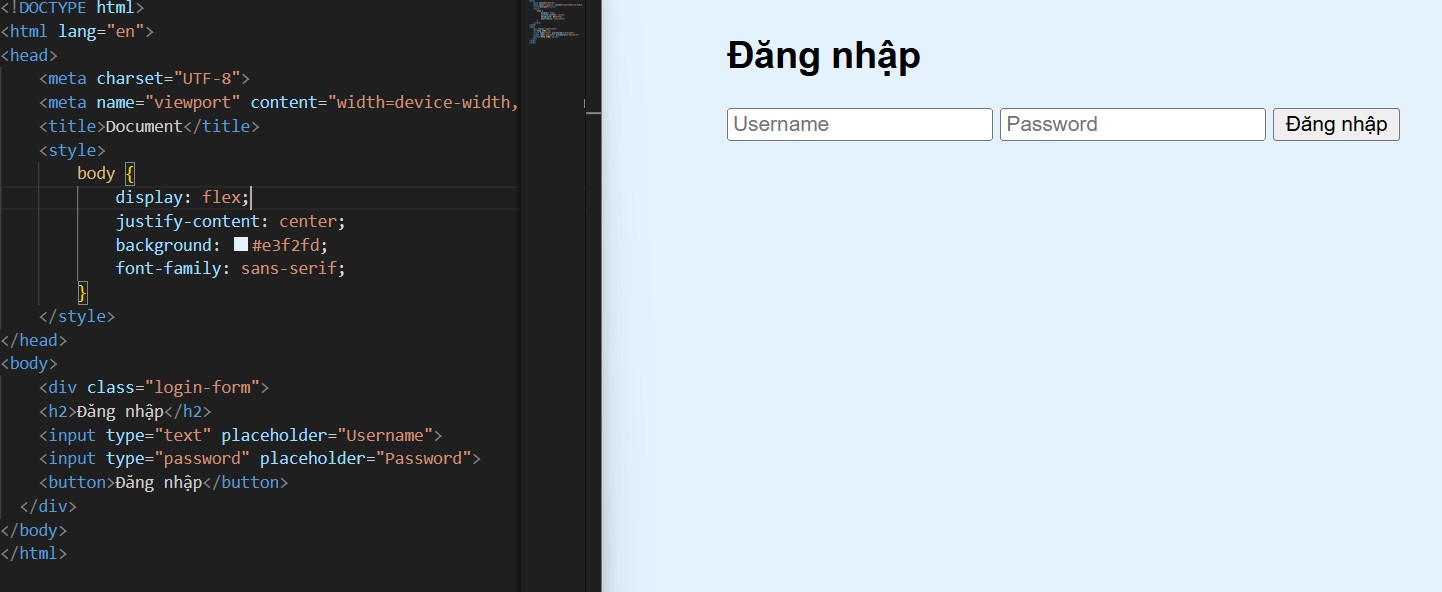 <!DOCTYPE html>
<html lang="en">
<head>
    <meta charset="UTF-8">
    <meta name="viewport" content="width=device-width,
    <title>Document</title>
    <style>
        body {
            display: flex;
            justify-content: center;
            background: #e3f2fd;
            font-family: sans-serif;
        }
    </style>
</head>
<body>
    <div class="login-form">
    <h2>Đăng nhập</h2>
    <input type="text" placeholder="Username">
    <input type="password" placeholder="Password">
    <button>Đăng nhập</button>
  </div>
</body>
</html>
Đăng nhập
Username Password Đăng nhập